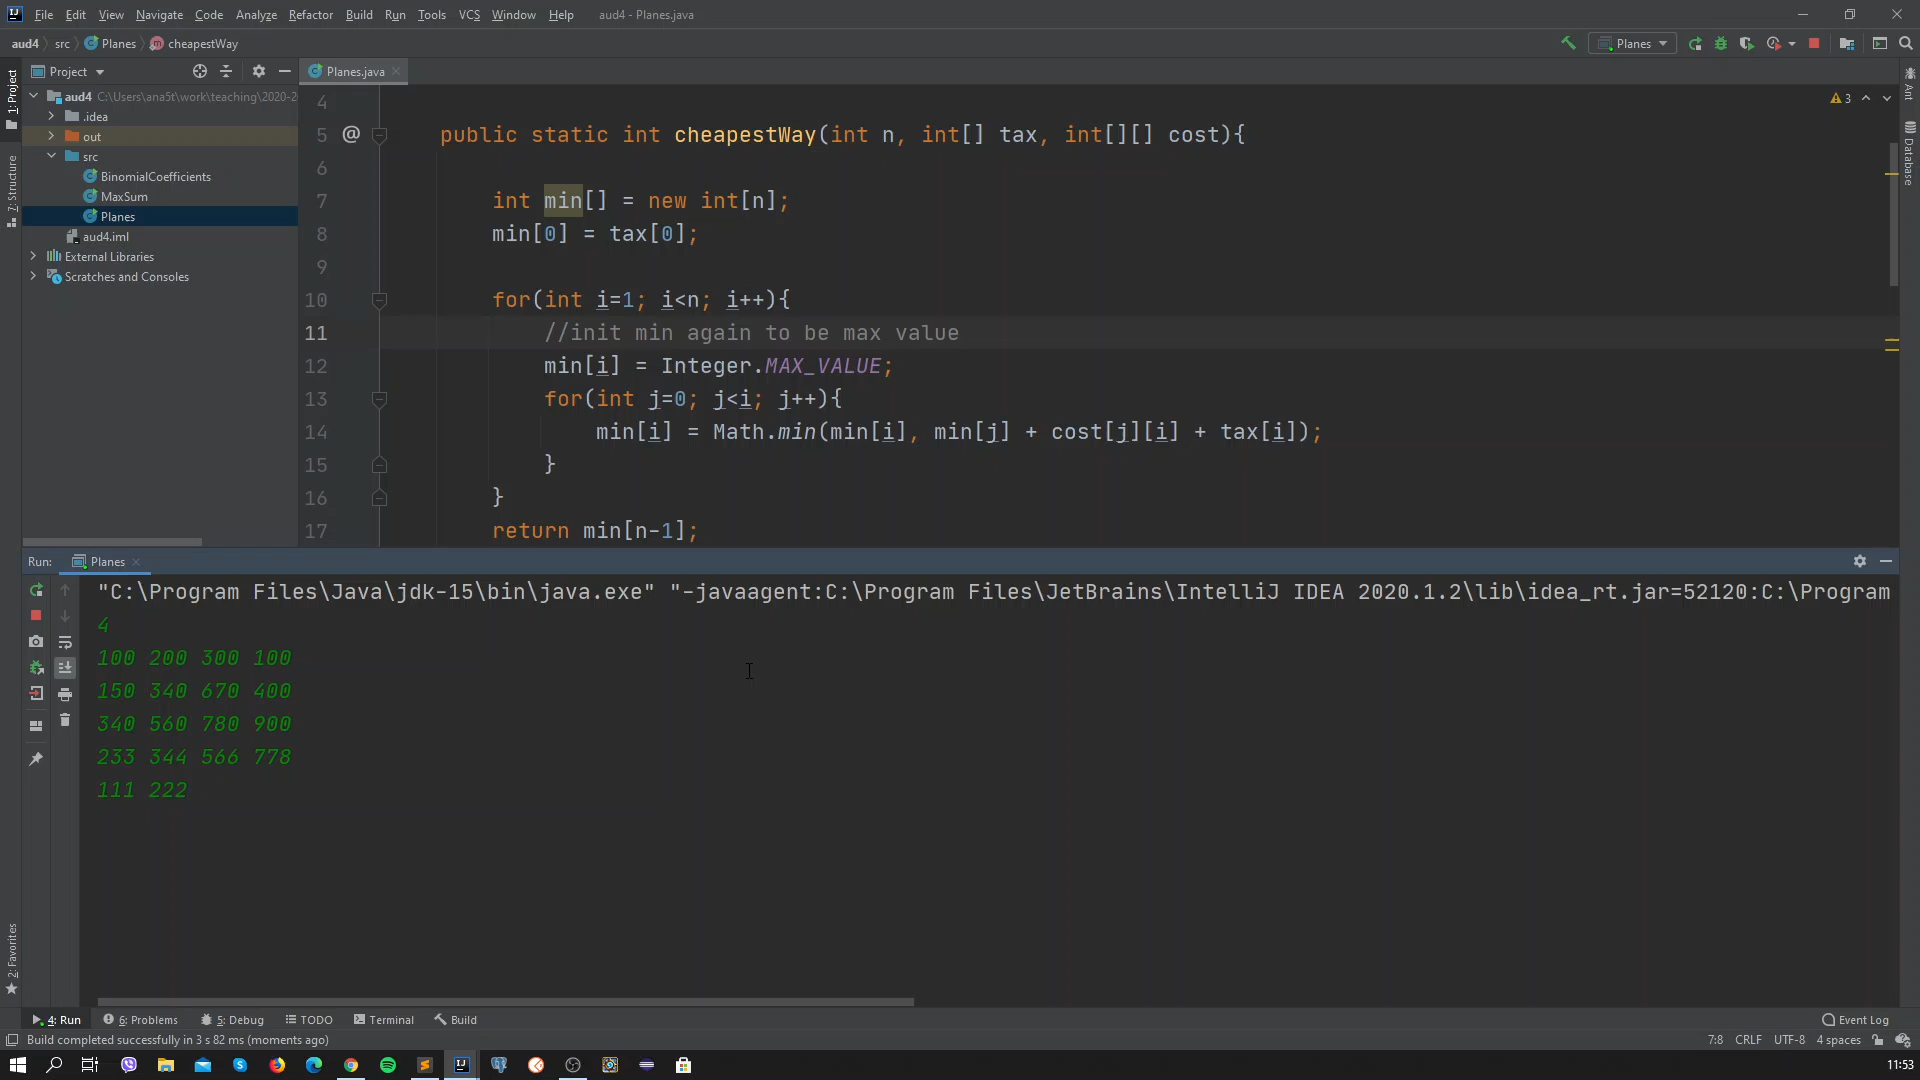 File Edit View Navigate Code Analyze Refactor Build Run Tools VCS Window Help aud4 - Planes.java
aud4 src Planes cheapestWay
Planes
Project
Planes.java
1: Project
7: Structure
2: Favorites
Ant
Database
aud4 C:\Users\ana5t\work\teaching\2020-2
.idea
out
src
BinomialCoefficients
MaxSum
Planes
aud4.iml
External Libraries
Scratches and Consoles
3
4
5 @ public static int cheapestWay(int n, int[] tax, int[][] cost){
6
7 int min[] = new int[n];
8 min[0] = tax[0];
9
10 for(int i=1; i<n; i++){
11 //init min again to be max value
12 min[i] = Integer.MAX_VALUE;
13 for(int j=0; j<i; j++){
14 min[i] = Math.min(min[i], min[j] + cost[j][i] + tax[i]);
15 }
16 }
17 return min[n-1];
Run: Planes
"C:\Program Files\Java\jdk-15\bin\java.exe" "-javaagent:C:\Program Files\JetBrains\IntelliJ IDEA 2020.1.2\lib\idea_rt.jar=52120:C:\Program
4
100 200 300 100
150 340 670 400
340 560 780 900
233 344 566 778
111 222
4: Run 6: Problems 5: Debug TODO Terminal Build Event Log
Build completed successfully in 3 s 82 ms (moments ago) 7:8 CRLF UTF-8 4 spaces
11:53